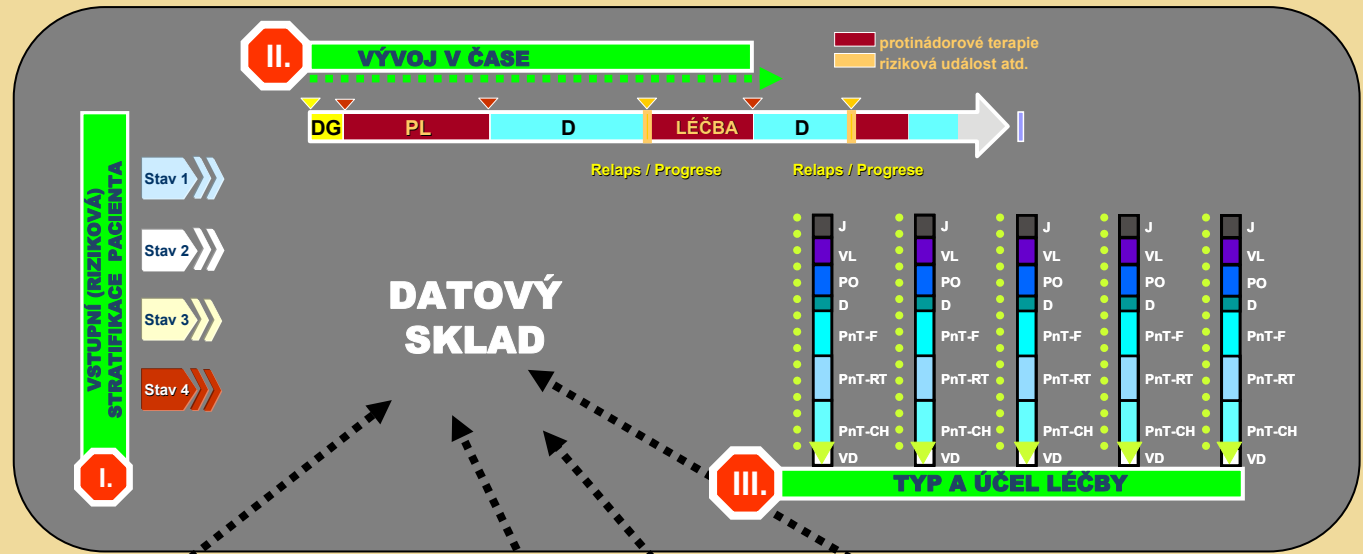 II.
VÝVOJ V ČASE
protinádorové terapie
riziková událost atd.
DG
PL
D
LÉČBA
D
Relaps / Progrese
Relaps / Progrese
VSTUPNÍ (RIZIKOVÁ)
STRATIFIKACE PACIENTA
I.
Stav 1
Stav 2
Stav 3
Stav 4
DATOVÝ
SKLAD
J
VL
PO
D
PnT-F
PnT-RT
PnT-CH
VD
J
VL
PO
D
PnT-F
PnT-RT
PnT-CH
VD
J
VL
PO
D
PnT-F
PnT-RT
PnT-CH
VD
J
VL
PO
D
PnT-F
PnT-RT
PnT-CH
VD
J
VL
PO
D
PnT-F
PnT-RT
PnT-CH
VD
III.
TYP A ÚČEL LÉČBY